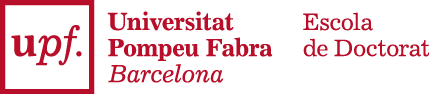 upf.
Universitat
Pompeu Fabra
Barcelona
Escola
de Doctorat